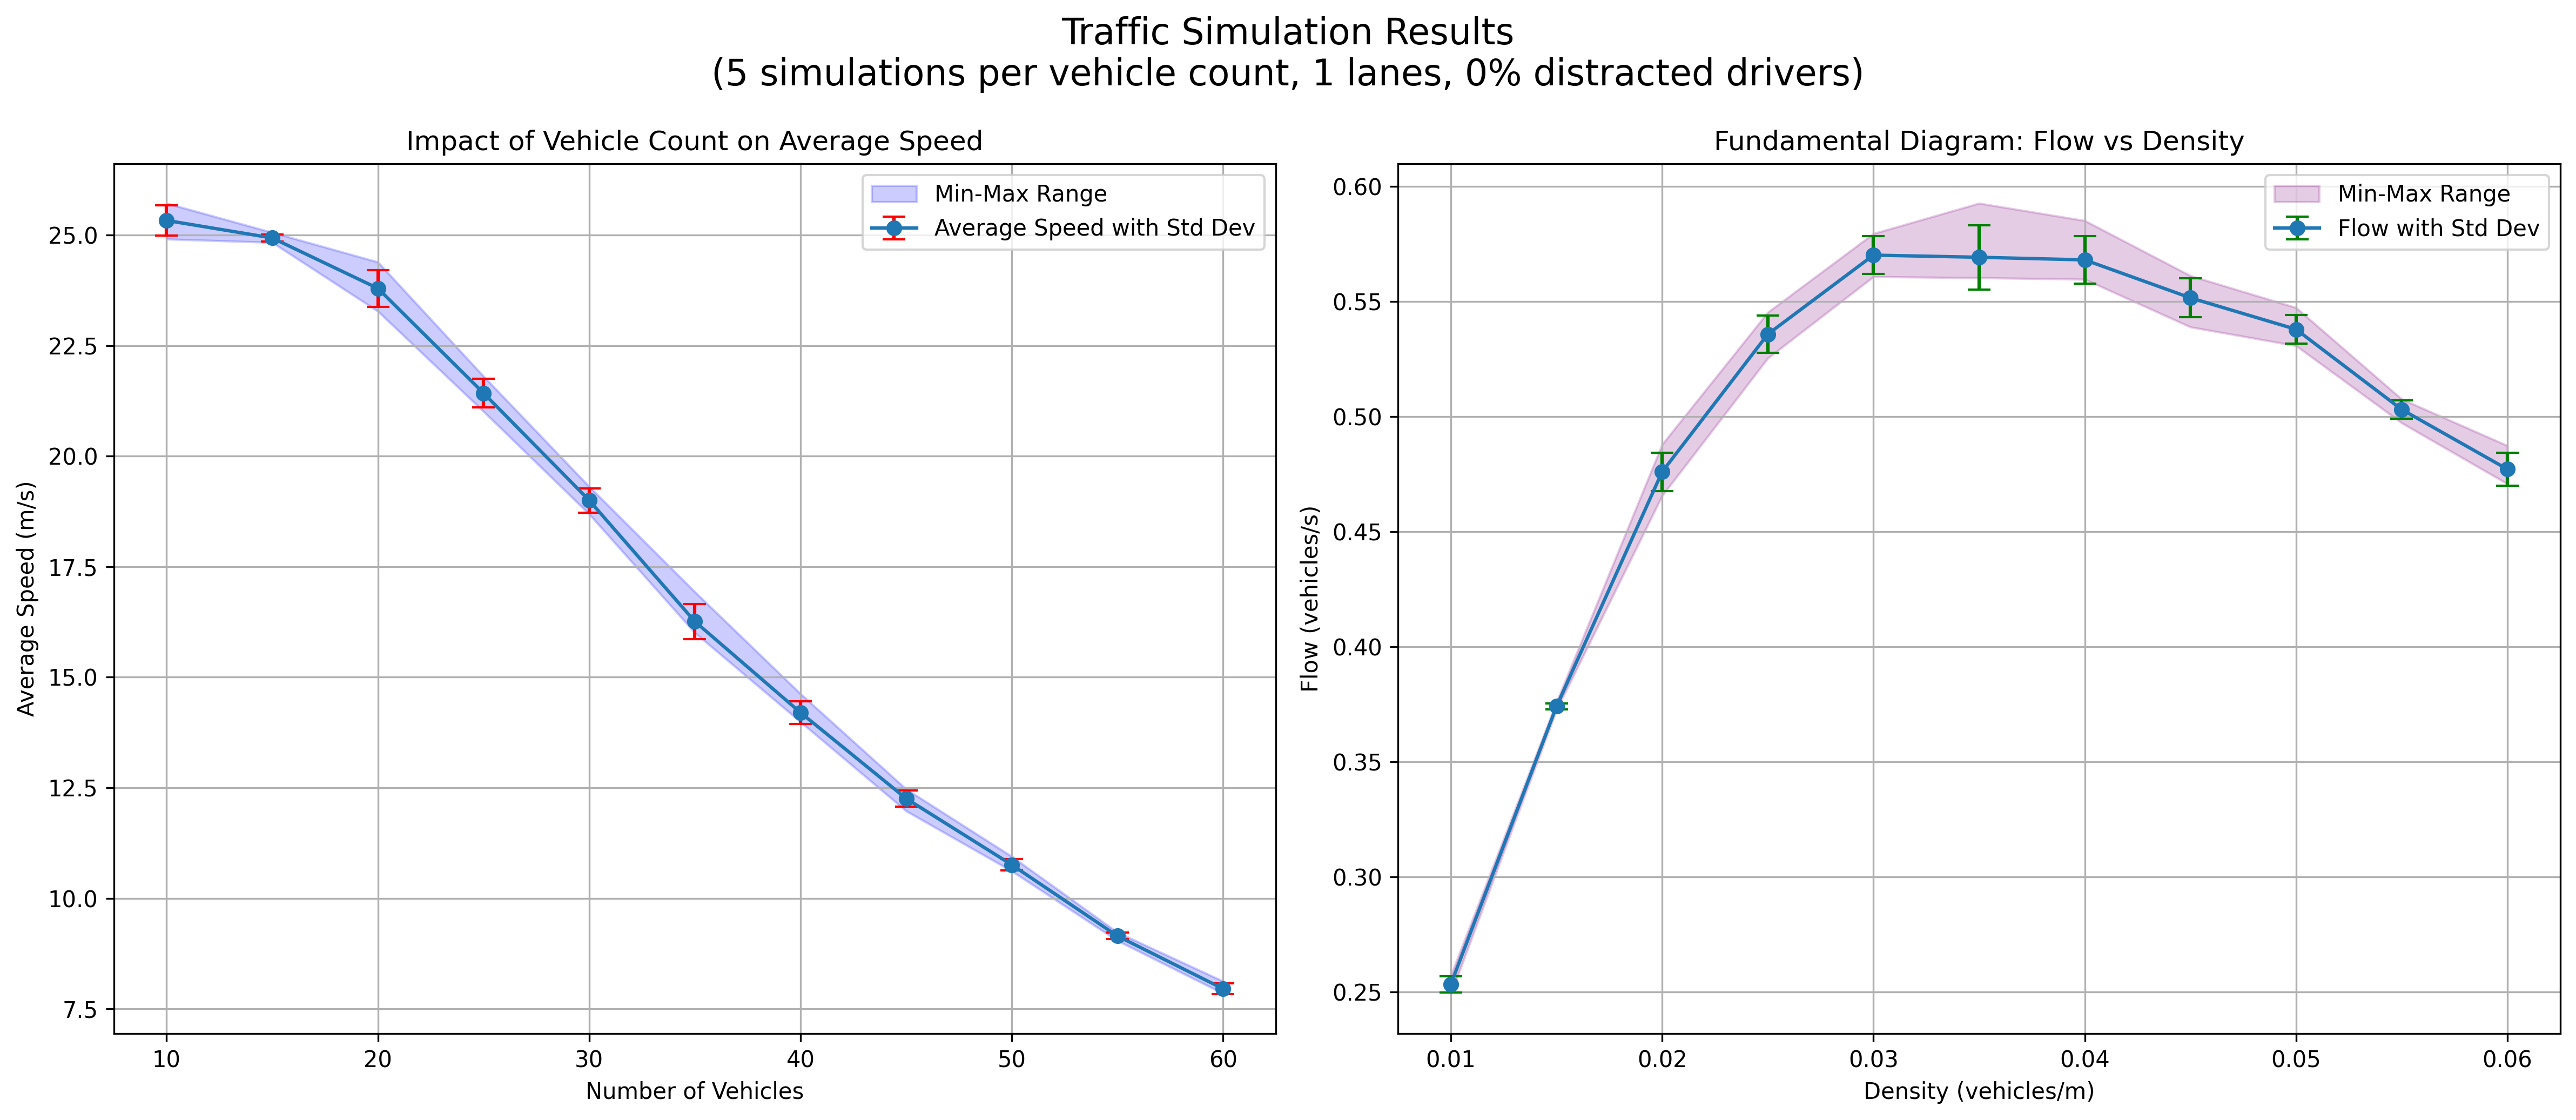 Traffic Simulation Results
(5 simulations per vehicle count, 1 lanes, 0% distracted drivers)
Impact of Vehicle Count on Average Speed
Min-Max Range
Average Speed with Std Dev
25.0
22.5
20.0
17.5
15.0
12.5
10.0
7.5
Average Speed (m/s)
10 20 30 40 50 60
Number of Vehicles
Fundamental Diagram: Flow vs Density
Min-Max Range
Flow with Std Dev
0.60
0.55
0.50
0.45
0.40
0.35
0.30
0.25
Flow (vehicles/s)
0.01 0.02 0.03 0.04 0.05 0.06
Density (vehicles/m)